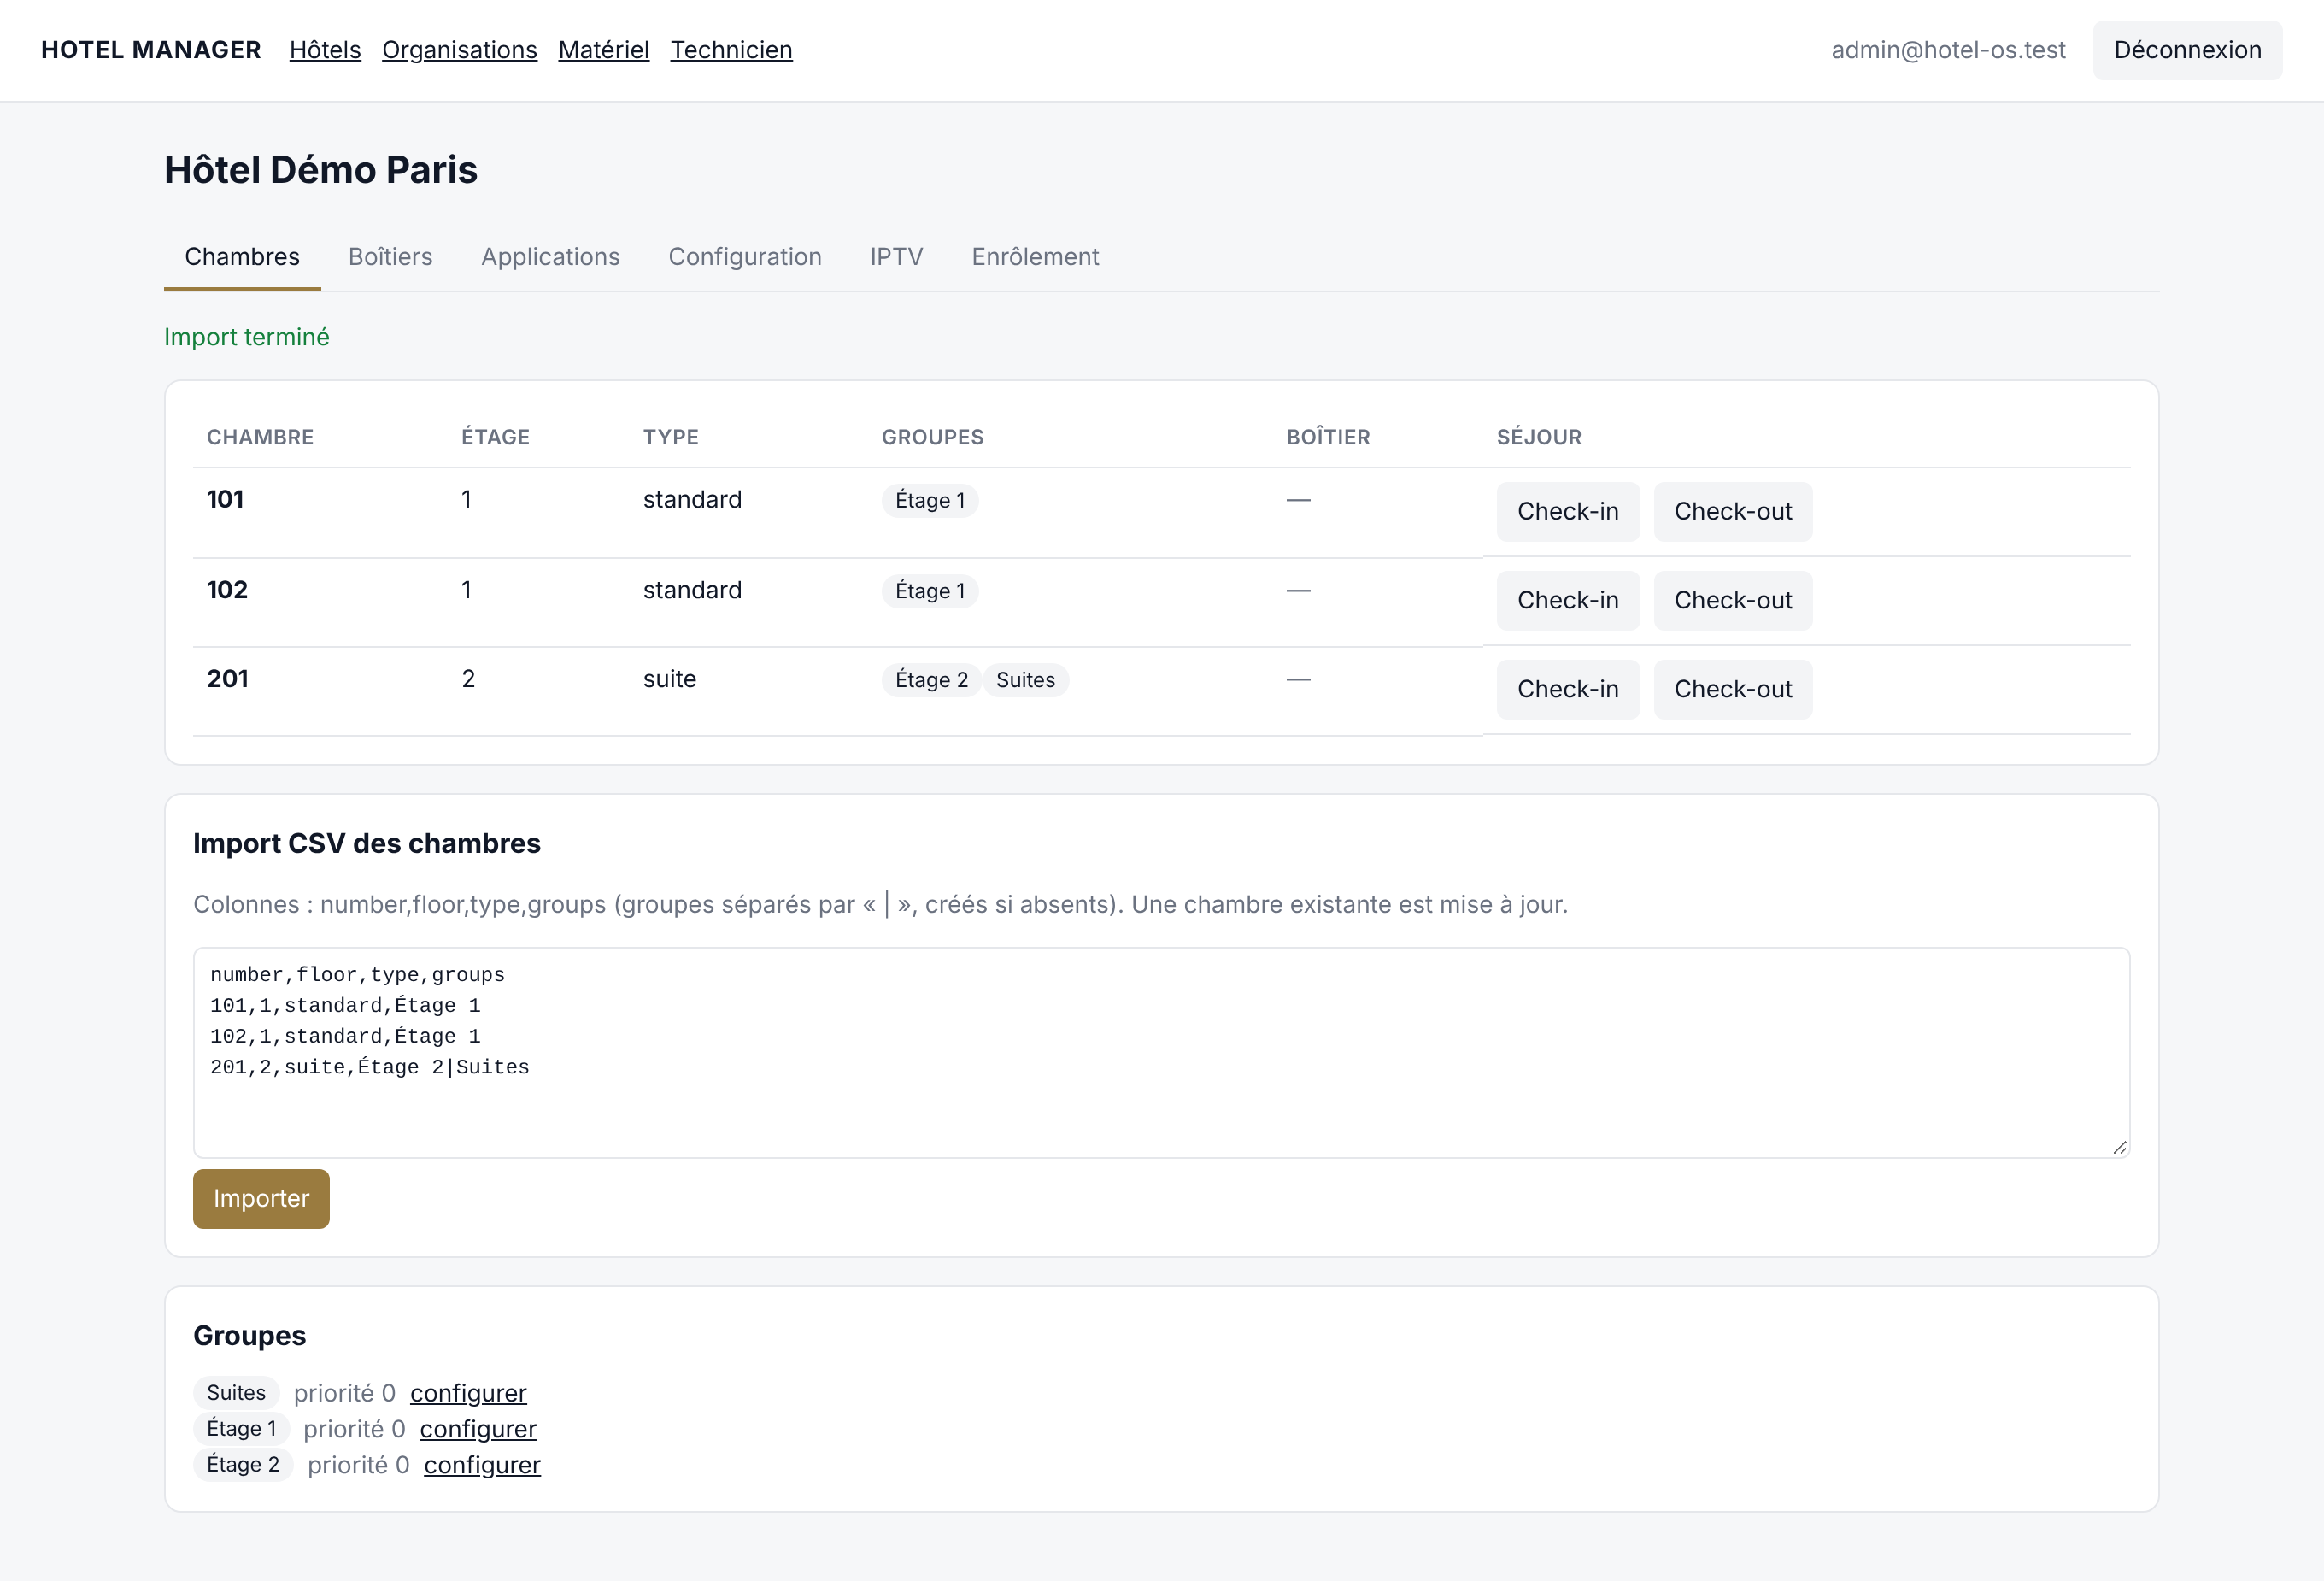 HOTEL MANAGER Hôtels Organisations Matériel Technicien admin@hotel-os.test Déconnexion
Hôtel Démo Paris
Chambres Boîtiers Applications Configuration IPTV Enrôlement
Import terminé
CHAMBRE ÉTAGE TYPE GROUPES BOÎTIER SÉJOUR
101 1 standard Étage 1 — Check-in Check-out
102 1 standard Étage 1 — Check-in Check-out
201 2 suite Étage 2 Suites — Check-in Check-out
Import CSV des chambres
Colonnes : number,floor,type,groups (groupes séparés par « | », créés si absents). Une chambre existante est mise à jour.
number,floor,type,groups
101,1,standard,Étage 1
102,1,standard,Étage 1
201,2,suite,Étage 2|Suites
Importer
Groupes
Suites priorité 0 configurer
Étage 1 priorité 0 configurer
Étage 2 priorité 0 configurer